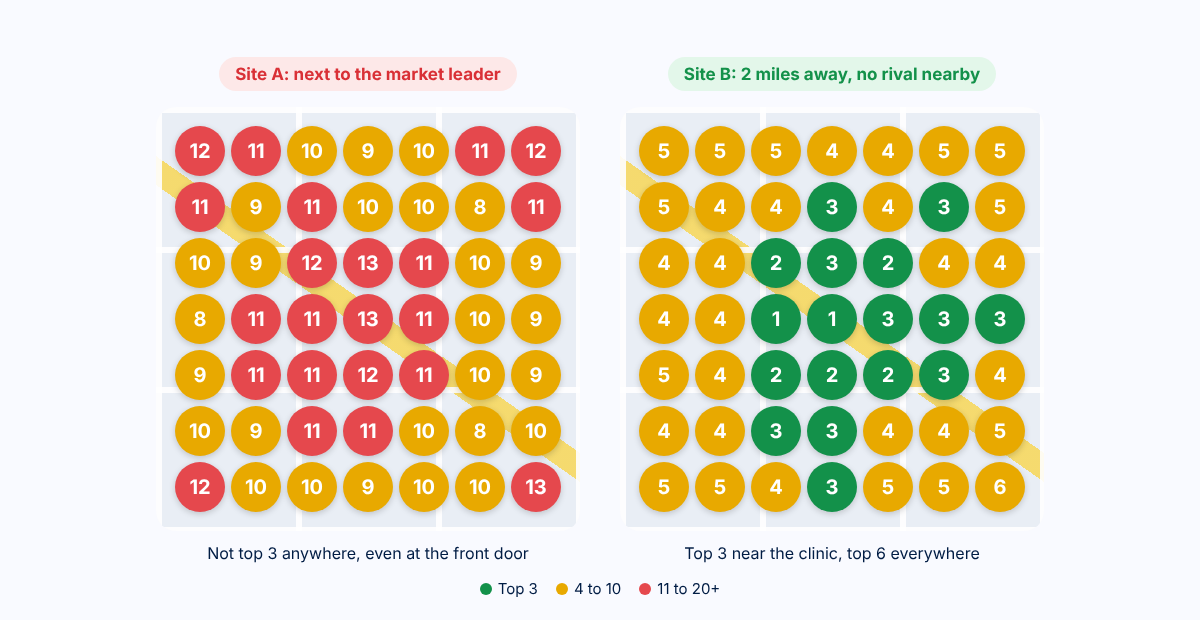 Site A: next to the market leader
12 11 10 9 10 11 12
11 9 11 10 10 8 11
10 9 12 13 11 10 9
8 11 11 13 11 10 9
9 11 11 12 11 10 9
10 9 11 11 10 8 10
12 10 10 9 10 10 13
Not top 3 anywhere, even at the front door
Site B: 2 miles away, no rival nearby
5 5 5 4 4 5 5
5 4 4 3 4 3 5
4 4 2 3 2 4 4
4 4 1 1 3 3 3
5 4 2 2 2 3 4
4 4 3 3 4 4 5
5 5 4 3 5 5 6
Top 3 near the clinic, top 6 everywhere
Top 3 4 to 10 11 to 20+